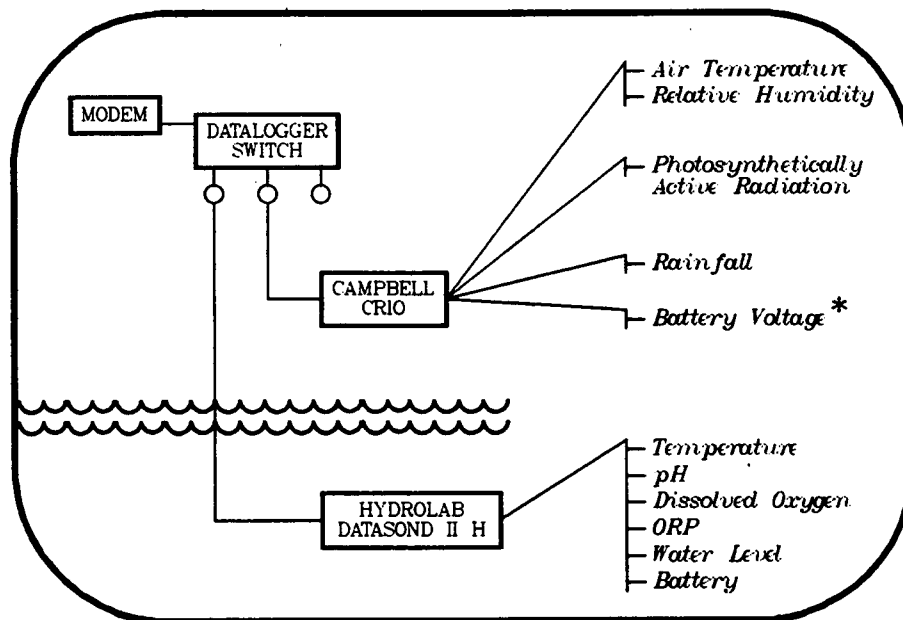 MODEM
DATALOGGER
SWITCH
Air Temperature
Relative Humidity
Photosynthetically
Active Radiation
CAMPBELL
CRIO
Rainfall
Battery Voltage*
HYDROLAB
DATASOND II H
Temperature
pH
Dissolved Oxygen
ORP
Water Level
Battery